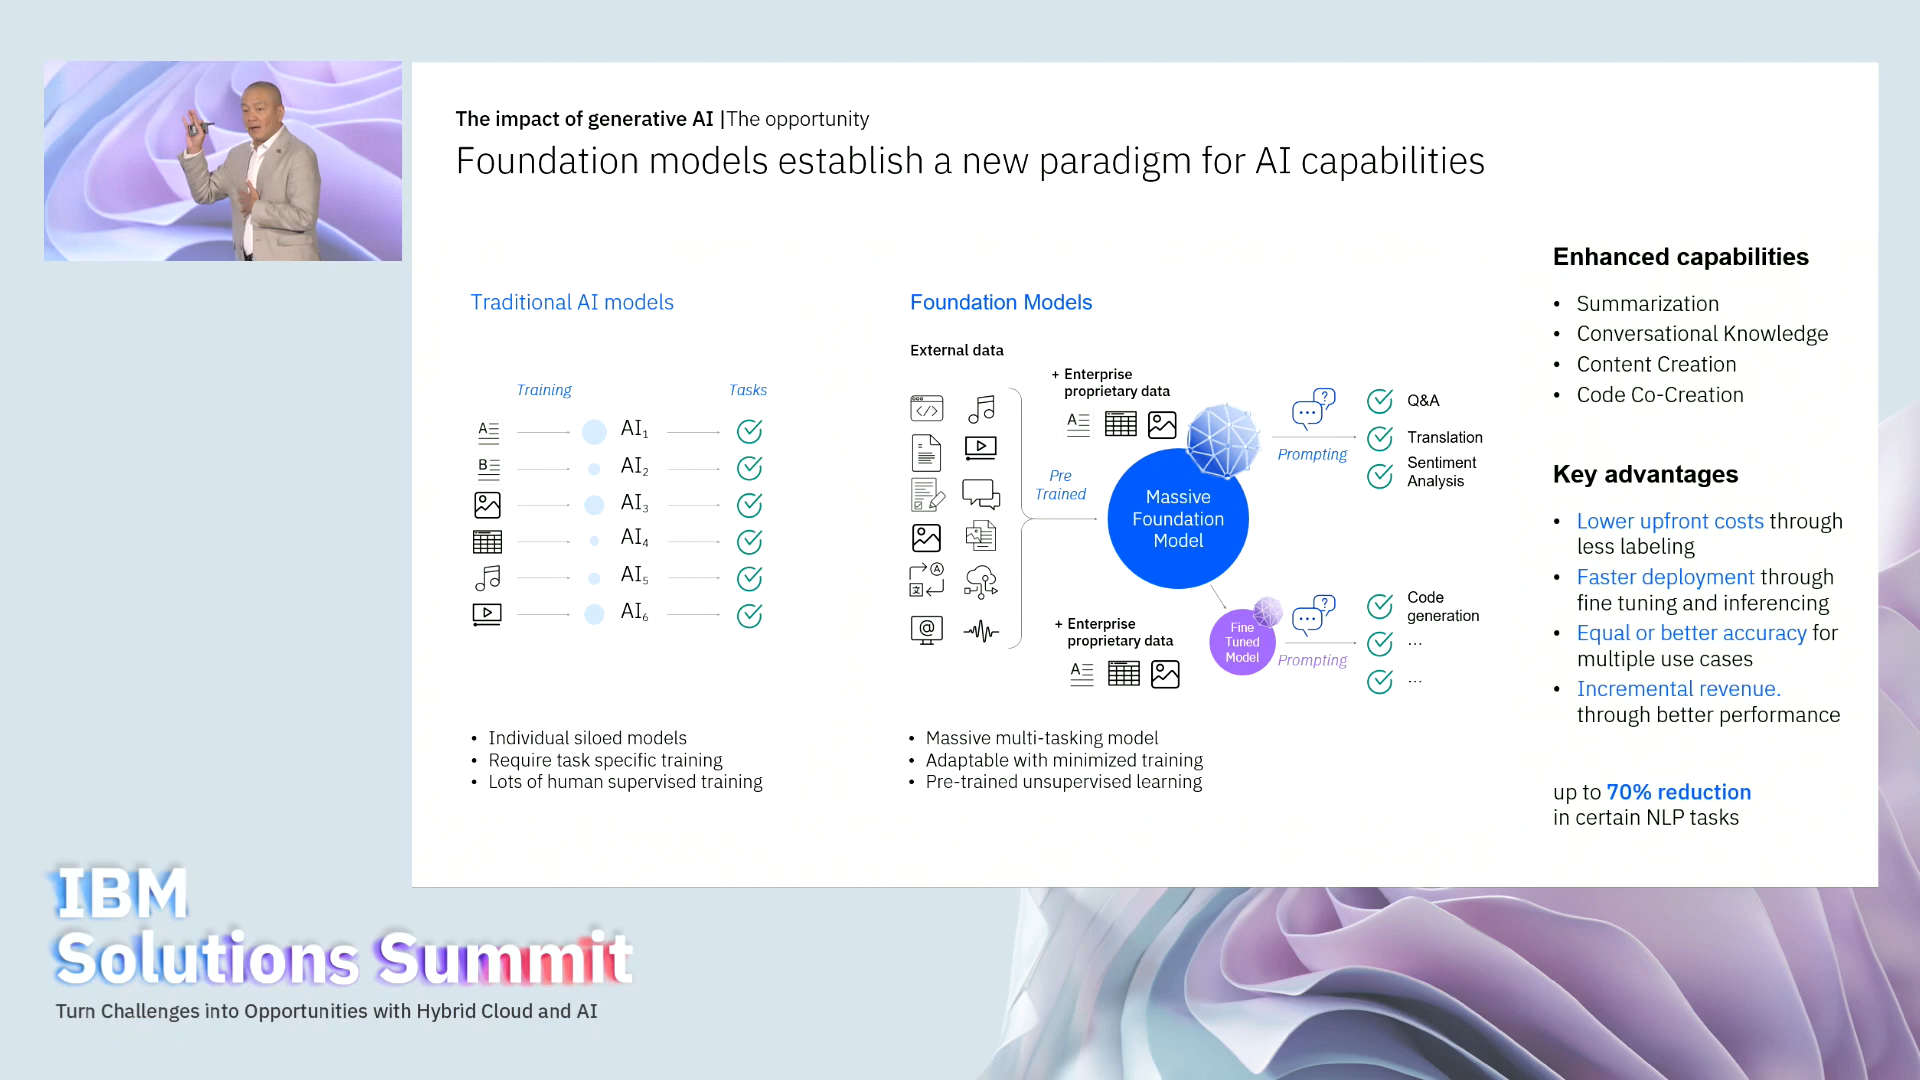 The impact of generative AI |The opportunity
Foundation models establish a new paradigm for AI capabilities
Traditional AI models
Training
Tasks
AI1
AI2
AI3
AI4
AI5
AI6
• Individual siloed models
• Require task specific training
• Lots of human supervised training
Foundation Models
External data
+ Enterprise
proprietary data
Pre
Trained
Massive
Foundation
Model
Prompting
Q&A
Translation
Sentiment
Analysis
+ Enterprise
proprietary data
Fine
Tuned
Model
Prompting
Code
generation
...
...
• Massive multi-tasking model
• Adaptable with minimized training
• Pre-trained unsupervised learning
Enhanced capabilities
• Summarization
• Conversational Knowledge
• Content Creation
• Code Co-Creation
Key advantages
• Lower upfront costs through
less labeling
• Faster deployment through
fine tuning and inferencing
• Equal or better accuracy for
multiple use cases
• Incremental revenue.
through better performance
up to 70% reduction
in certain NLP tasks
IBM
Solutions Summit
Turn Challenges into Opportunities with Hybrid Cloud and AI